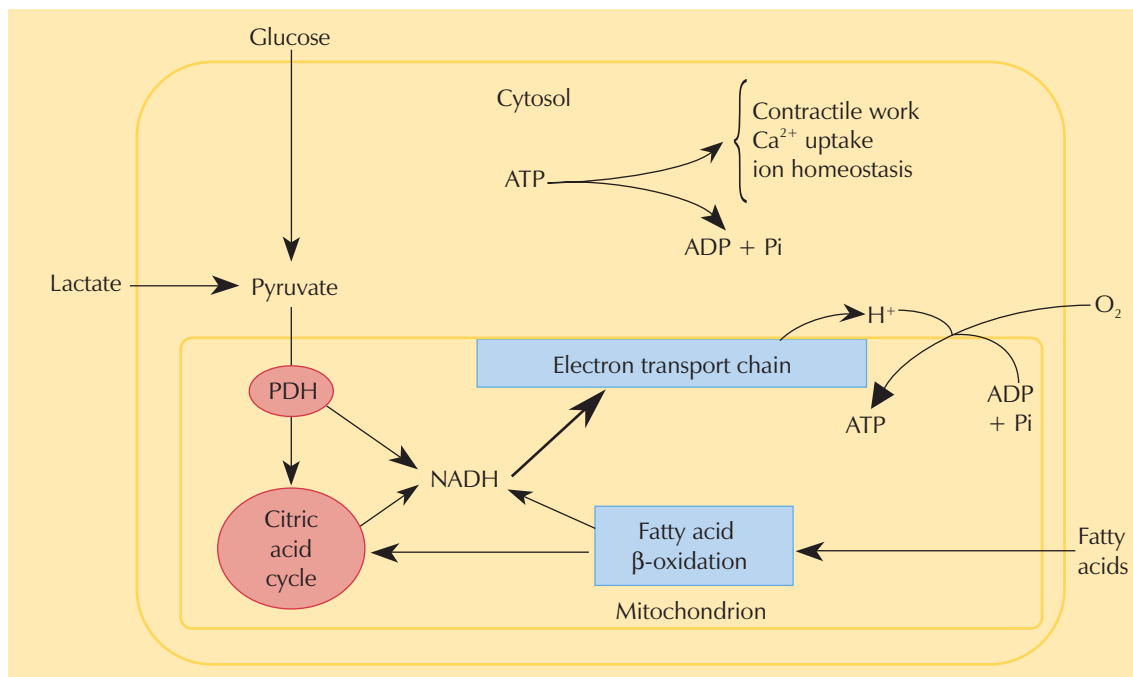 Glucose
Cytosol
Contractile work
Ca²⁺ uptake
ion homeostasis
ATP
ADP + Pi
Lactate
Pyruvate
H⁺
O₂
Electron transport chain
PDH
ADP
+ Pi
ATP
NADH
Citric
acid
cycle
Fatty acid
β-oxidation
Fatty
acids
Mitochondrion